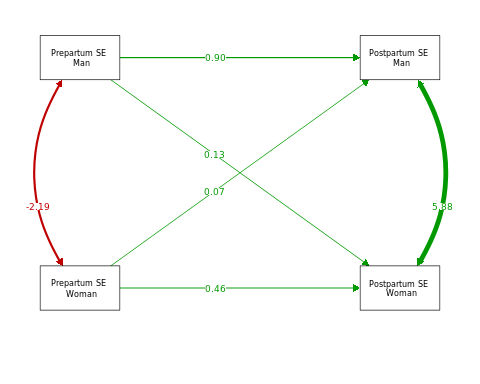 Prepartum SE
Man
Postpartum SE
Man
0.90
0.13
0.07
-2.19
5.88
Prepartum SE
Woman
0.46
Postpartum SE
Woman